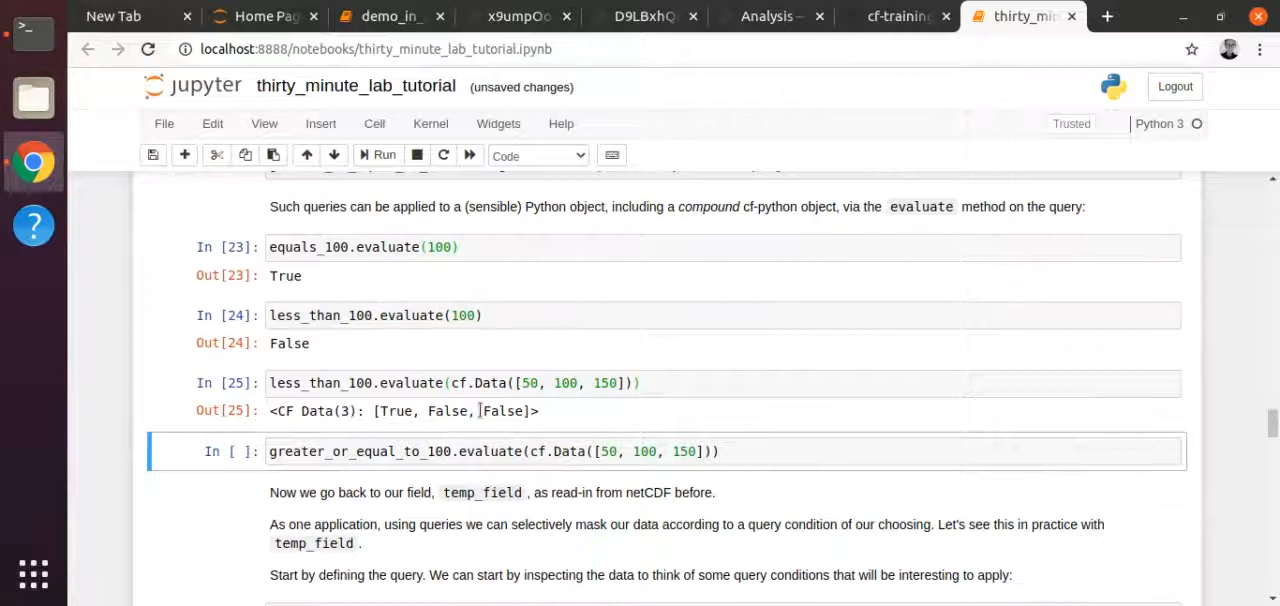 New Tab
Home Pag
demo_in_
x9umpOo
D9LBxhQ
Analysis –
cf-training
thirty_min
localhost:8888/notebooks/thirty_minute_lab_tutorial.ipynb
jupyter thirty_minute_lab_tutorial (unsaved changes)
Logout
File Edit View Insert Cell Kernel Widgets Help
Trusted
Python 3
Run
Code
Such queries can be applied to a (sensible) Python object, including a compound cf-python object, via the evaluate method on the query:
In [23]: equals_100.evaluate(100)
Out[23]: True
In [24]: less_than_100.evaluate(100)
Out[24]: False
In [25]: less_than_100.evaluate(cf.Data([50, 100, 150]))
Out[25]: <CF Data(3): [True, False, False]>
In [ ]: greater_or_equal_to_100.evaluate(cf.Data([50, 100, 150]))
Now we go back to our field, temp_field , as read-in from netCDF before.
As one application, using queries we can selectively mask our data according to a query condition of our choosing. Let's see this in practice with
temp_field .
Start by defining the query. We can start by inspecting the data to think of some query conditions that will be interesting to apply: